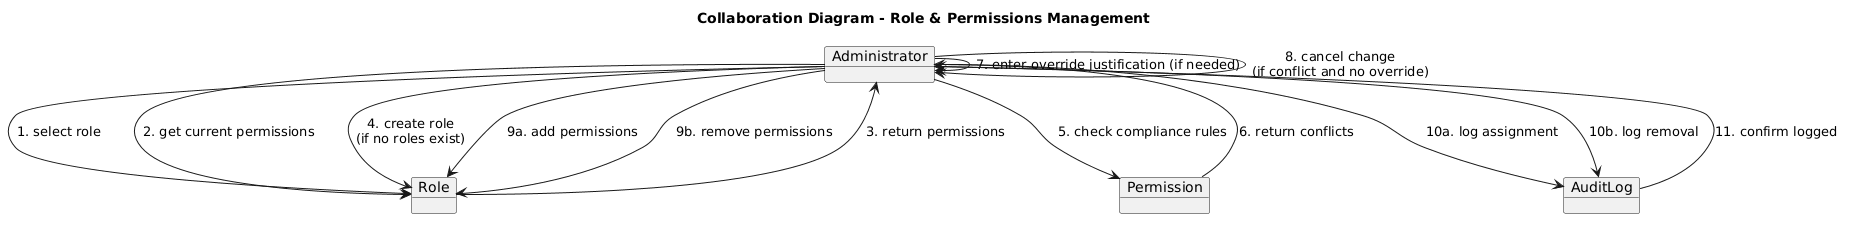 Collaboration Diagram - Role & Permissions Management
Administrator
7. enter override justification (if needed)
8. cancel change
(if conflict and no override)
1. select role
2. get current permissions
4. create role
(if no roles exist)
9a. add permissions
9b. remove permissions
3. return permissions
5. check compliance rules
6. return conflicts
10a. log assignment
10b. log removal
11. confirm logged
Role
Permission
AuditLog